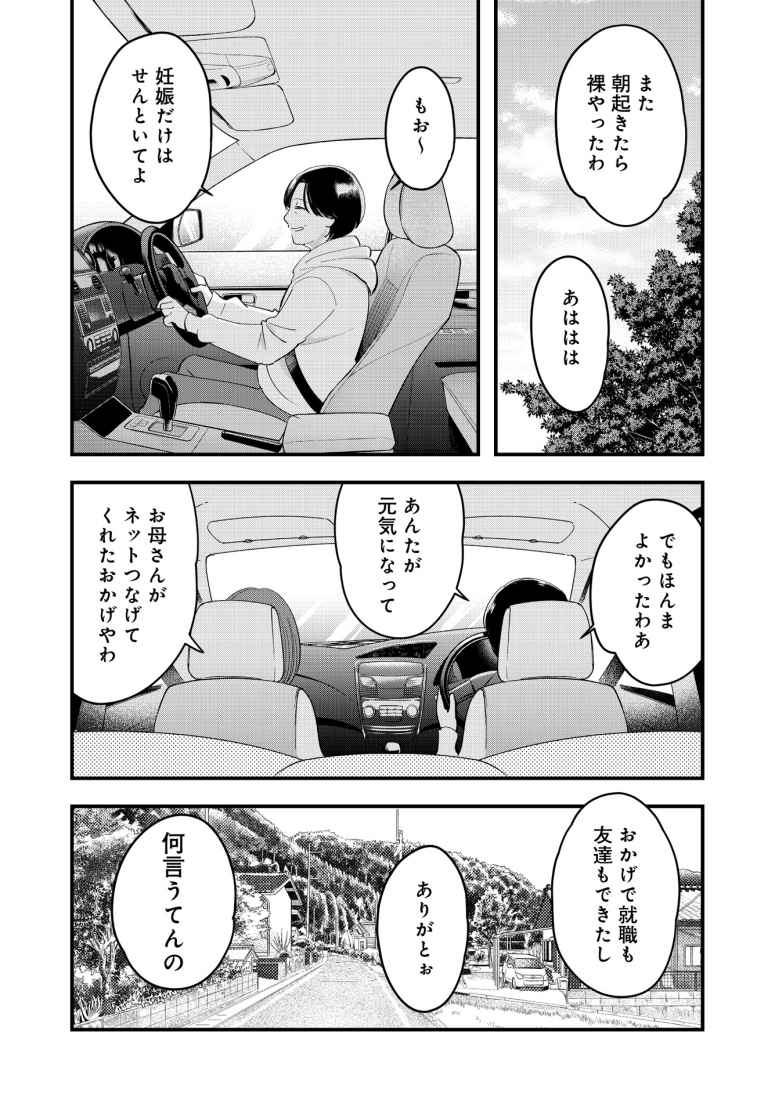 また
朝起きたら
裸やったわ
あははは
もお〜
妊娠だけは
せんといてよ
でもほんま
よかったわあ
あんたが
元気になって
お母さんが
ネットつなげて
くれたおかげやわ
おかげで就職も
友達もできたし
ありがとぉ
何言うてんの